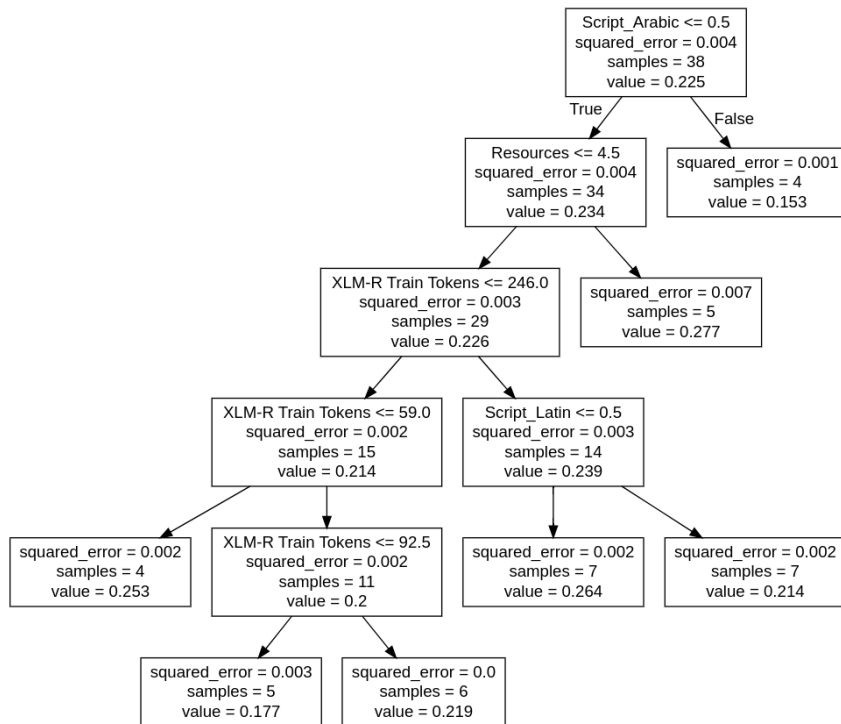 Script_Arabic <= 0.5
squared_error = 0.004
samples = 38
value = 0.225
True
False
Resources <= 4.5
squared_error = 0.004
samples = 34
value = 0.234
squared_error = 0.001
samples = 4
value = 0.153
XLM-R Train Tokens <= 246.0
squared_error = 0.003
samples = 29
value = 0.226
squared_error = 0.007
samples = 5
value = 0.277
XLM-R Train Tokens <= 59.0
squared_error = 0.002
samples = 15
value = 0.214
Script_Latin <= 0.5
squared_error = 0.003
samples = 14
value = 0.239
squared_error = 0.002
samples = 4
value = 0.253
XLM-R Train Tokens <= 92.5
squared_error = 0.002
samples = 11
value = 0.2
squared_error = 0.002
samples = 7
value = 0.264
squared_error = 0.002
samples = 7
value = 0.214
squared_error = 0.003
samples = 5
value = 0.177
squared_error = 0.0
samples = 6
value = 0.219